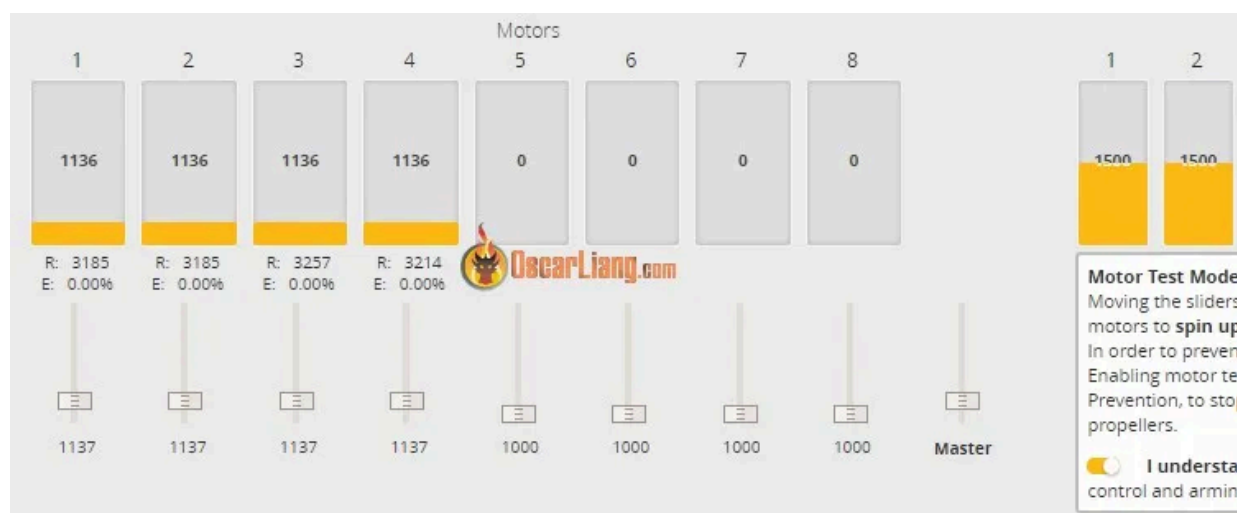 Motors
1 2 3 4 5 6 7 8 1 2
1136 1136 1136 1136 0 0 0 0 1500 1500
R: 3185 R: 3185 R: 3257 R: 3214
E: 0.00% E: 0.00% E: 0.00% E: 0.00%
OscarLiang.com
1137 1137 1137 1137 1000 1000 1000 1000 Master
Motor Test Mode
Moving the sliders
motors to spin up
In order to preven
Enabling motor te
Prevention, to stop
propellers.
I understa
control and armin